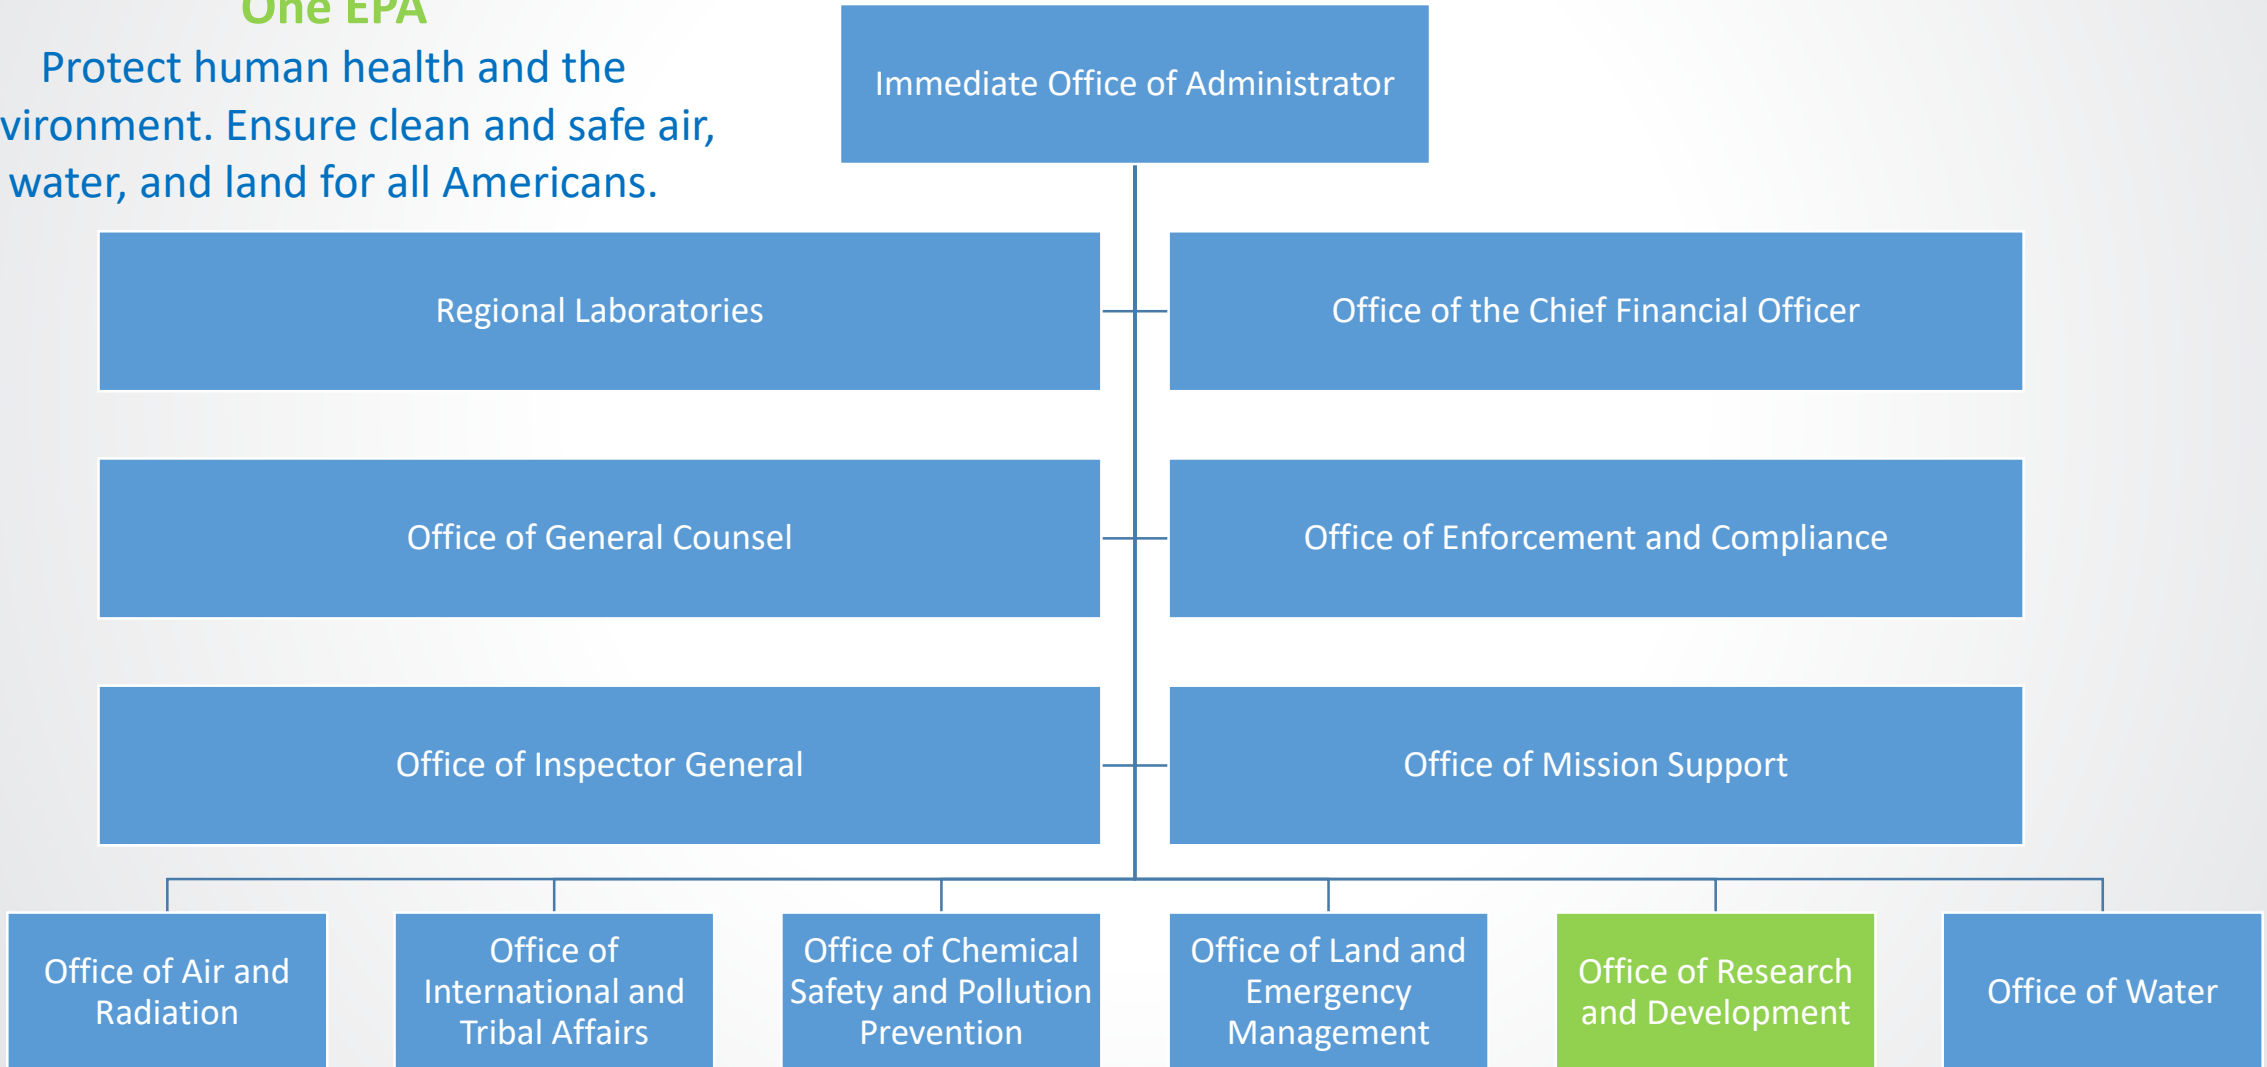 One EPA
Protect human health and the
vironment. Ensure clean and safe air,
water, and land for all Americans.
Immediate Office of Administrator
Regional Laboratories
Office of the Chief Financial Officer
Office of General Counsel
Office of Enforcement and Compliance
Office of Inspector General
Office of Mission Support
Office of Air and
Radiation
Office of
International and
Tribal Affairs
Office of Chemical
Safety and Pollution
Prevention
Office of Land and
Emergency
Management
Office of Research
and Development
Office of Water